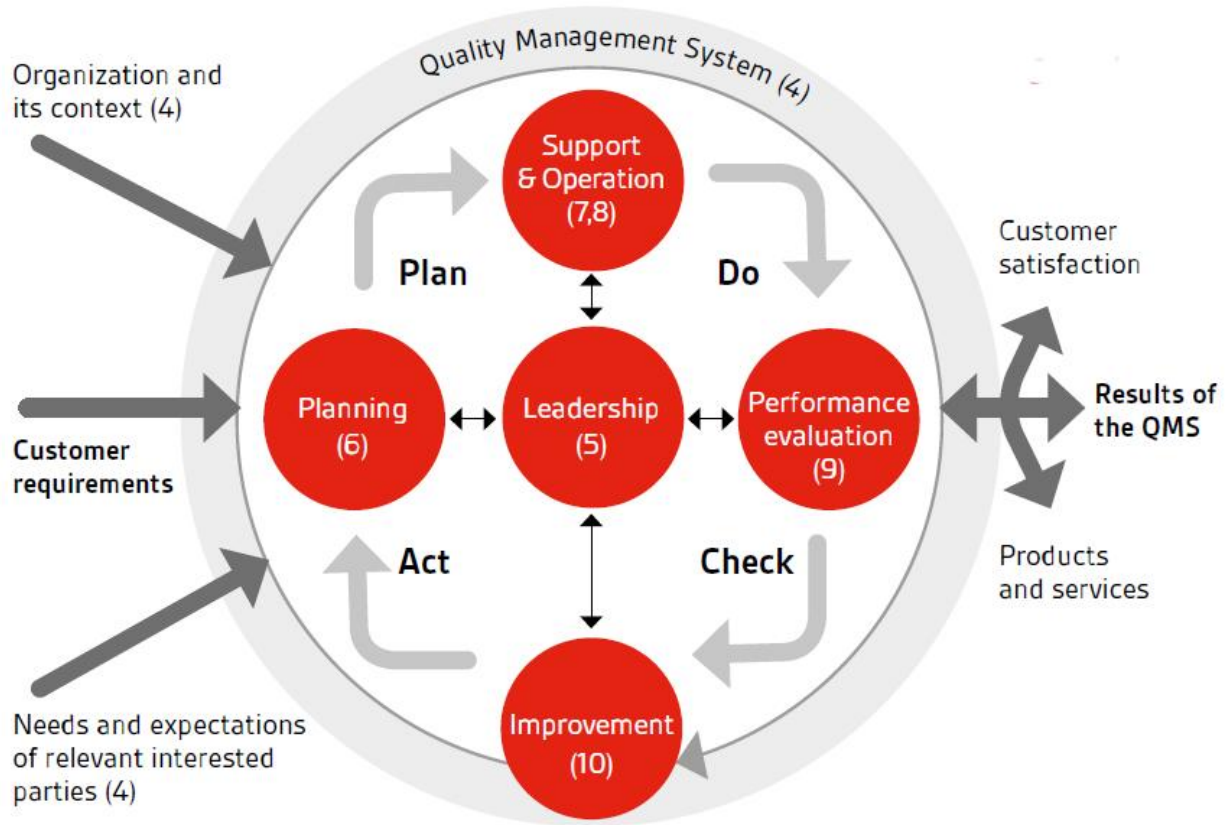 Quality Management System (4)
Organization and
its context (4)
Support
& Operation
(7,8)
Plan
Do
Customer
satisfaction
Planning
(6)
Leadership
(5)
Performance
evaluation
(9)
Results of
the QMS
Customer
requirements
Act
Check
Products
and services
Needs and expectations
of relevant interested
parties (4)
Improvement
(10)